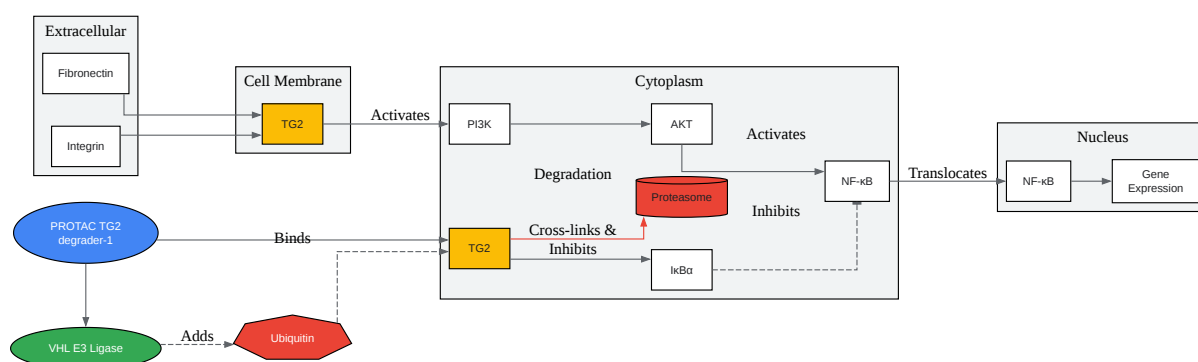 Extracellular
Fibronectin
Integrin
Cell Membrane
TG2
Activates
Cytoplasm
PI3K
AKT
Activates
Degradation
Proteasome
NF-κB
Inhibits
Translocates
Nucleus
NF-κB
Gene
Expression
PROTAC TG2
degrader-1
Binds
TG2
Cross-links &
Inhibits
IκBα
VHL E3 Ligase
Adds
Ubiquitin